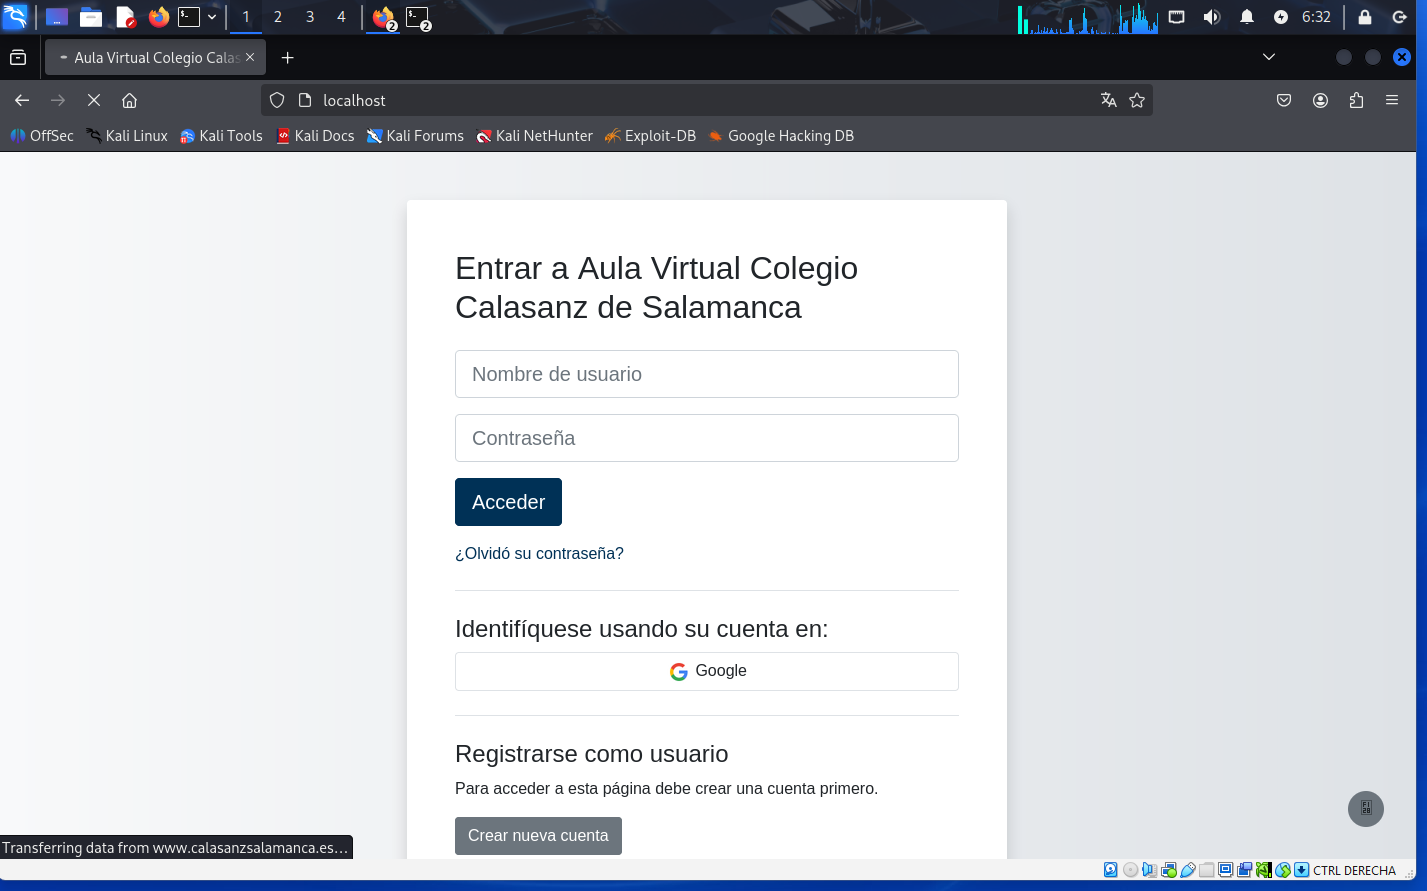 1 2 3 4 2 2 6:32
Aula Virtual Colegio Calas
localhost
OffSec Kali Linux Kali Tools Kali Docs Kali Forums Kali NetHunter Exploit-DB Google Hacking DB
Entrar a Aula Virtual Colegio
Calasanz de Salamanca
Nombre de usuario
Contraseña
Acceder
¿Olvidó su contraseña?
Identifíquese usando su cuenta en:
Google
Registrarse como usuario
Para acceder a esta página debe crear una cuenta primero.
Crear nueva cuenta
Transferring data from www.calasanzsalamanca.es…
CTRL DERECHA